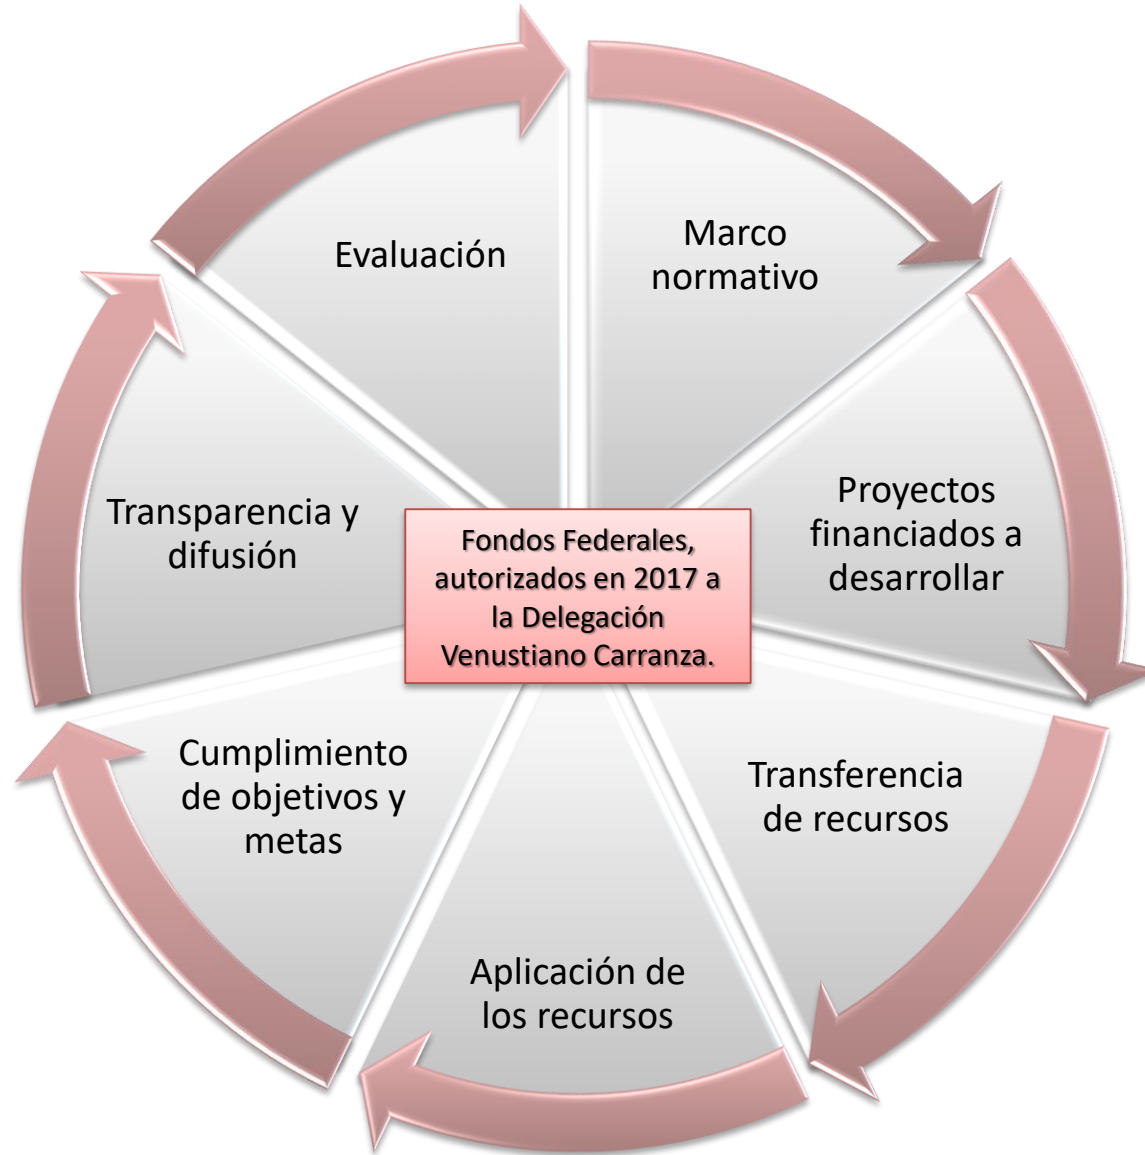 Evaluación
Marco
normativo
Proyectos
financiados a
desarrollar
Transferencia
de recursos
Aplicación de
los recursos
Cumplimiento
de objetivos y
metas
Transparencia y
difusión
Fondos Federales,
autorizados en 2017 a
la Delegación
Venustiano Carranza.